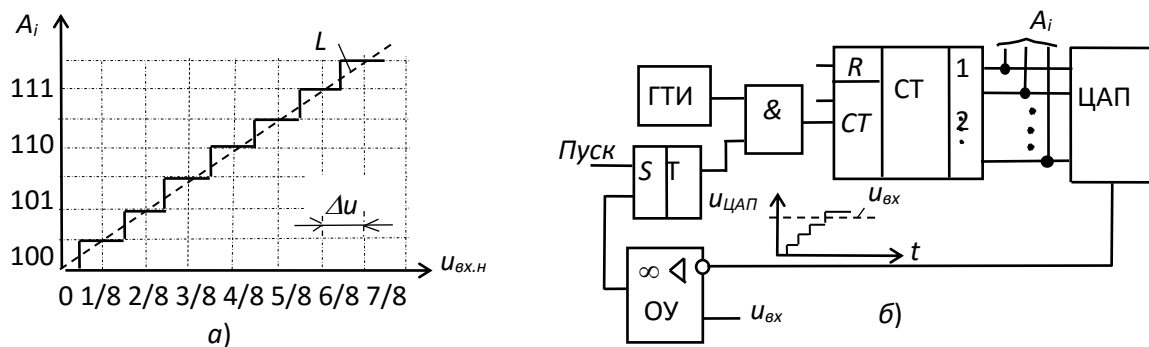 Ai
L
111
110
101
100
Δu
uвх.н
0 1/8 2/8 3/8 4/8 5/8 6/8 7/8
а)
Ai
ГТИ
&
R
CT
СТ
1
2
ЦАП
Пуск
S
T
uЦАП
uвх
t
∞
ОУ
uвх
б)